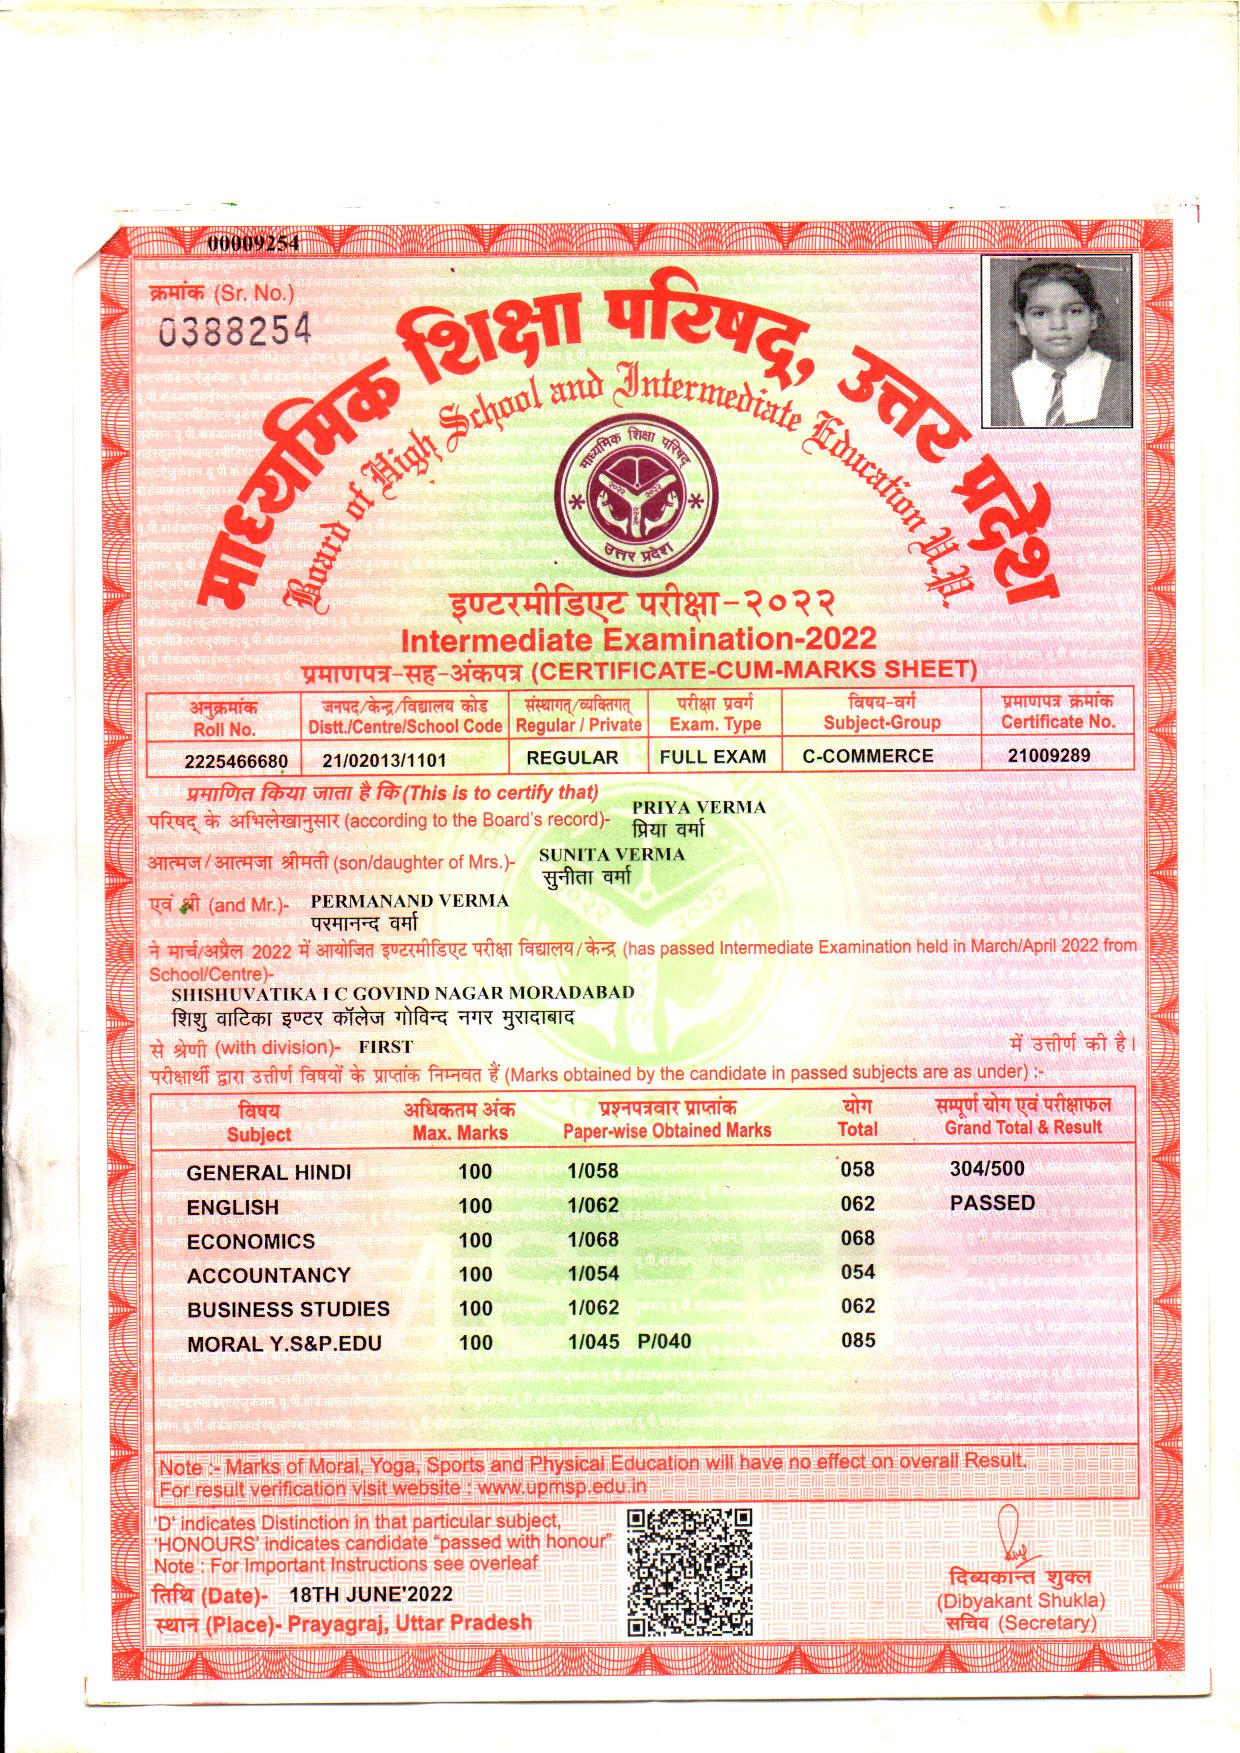 00009254
क्रमांक (Sr. No.)
0388254
माध्यमिक शिक्षा परिषद्, उत्तर प्रदेश
Board of High School and Intermediate Education U.P.
माध्यमिक शिक्षा परिषद्
२०२२ २०२२
२०२२
उत्तर प्रदेश
इण्टरमीडिएट परीक्षा-२०२२
Intermediate Examination-2022
प्रमाणपत्र-सह-अंकपत्र (CERTIFICATE-CUM-MARKS SHEET)
अनुक्रमांक जनपद/केन्द्र/विद्यालय कोड संस्थागत्/व्यक्तिगत् परीक्षा प्रवर्ग विषय-वर्ग प्रमाणपत्र क्रमांक
Roll No. Distt./Centre/School Code Regular / Private Exam. Type Subject-Group Certificate No.
2225466680 21/02013/1101 REGULAR FULL EXAM C-COMMERCE 21009289
प्रमाणित किया जाता है कि (This is to certify that)
PRIYA VERMA
परिषद् के अभिलेखानुसार (according to the Board's record)- प्रिया वर्मा
SUNITA VERMA
आत्मज/आत्मजा श्रीमती (son/daughter of Mrs.)-
सुनीता वर्मा
एवं श्री (and Mr.)- PERMANAND VERMA
परमानन्द वर्मा
ने मार्च/अप्रैल 2022 में आयोजित इण्टरमीडिएट परीक्षा विद्यालय/केन्द्र (has passed Intermediate Examination held in March/April 2022 from
School/Centre)-
SHISHUVATIKA I C GOVIND NAGAR MORADABAD
शिशु वाटिका इण्टर कॉलेज गोविन्द नगर मुरादाबाद
से श्रेणी (with division)- FIRST में उत्तीर्ण की है।
परीक्षार्थी द्वारा उत्तीर्ण विषयों के प्राप्तांक निम्नवत हैं (Marks obtained by the candidate in passed subjects are as under) :-
विषय अधिकतम अंक प्रश्नपत्रवार प्राप्तांक योग सम्पूर्ण योग एवं परीक्षाफल
Subject Max. Marks Paper-wise Obtained Marks Total Grand Total & Result
GENERAL HINDI 100 1/058 058 304/500
ENGLISH 100 1/062 062 PASSED
ECONOMICS 100 1/068 068
ACCOUNTANCY 100 1/054 054
BUSINESS STUDIES 100 1/062 062
MORAL Y.S&P.EDU 100 1/045 P/040 085
Note :- Marks of Moral, Yoga, Sports and Physical Education will have no effect on overall Result.
For result verification visit website : www.upmsp.edu.in
'D' indicates Distinction in that particular subject,
'HONOURS' indicates candidate "passed with honour"
Note : For Important Instructions see overleaf
तिथि (Date)- 18TH JUNE'2022
स्थान (Place)- Prayagraj, Uttar Pradesh
दिव्यकान्त शुक्ल
(Dibyakant Shukla)
सचिव (Secretary)